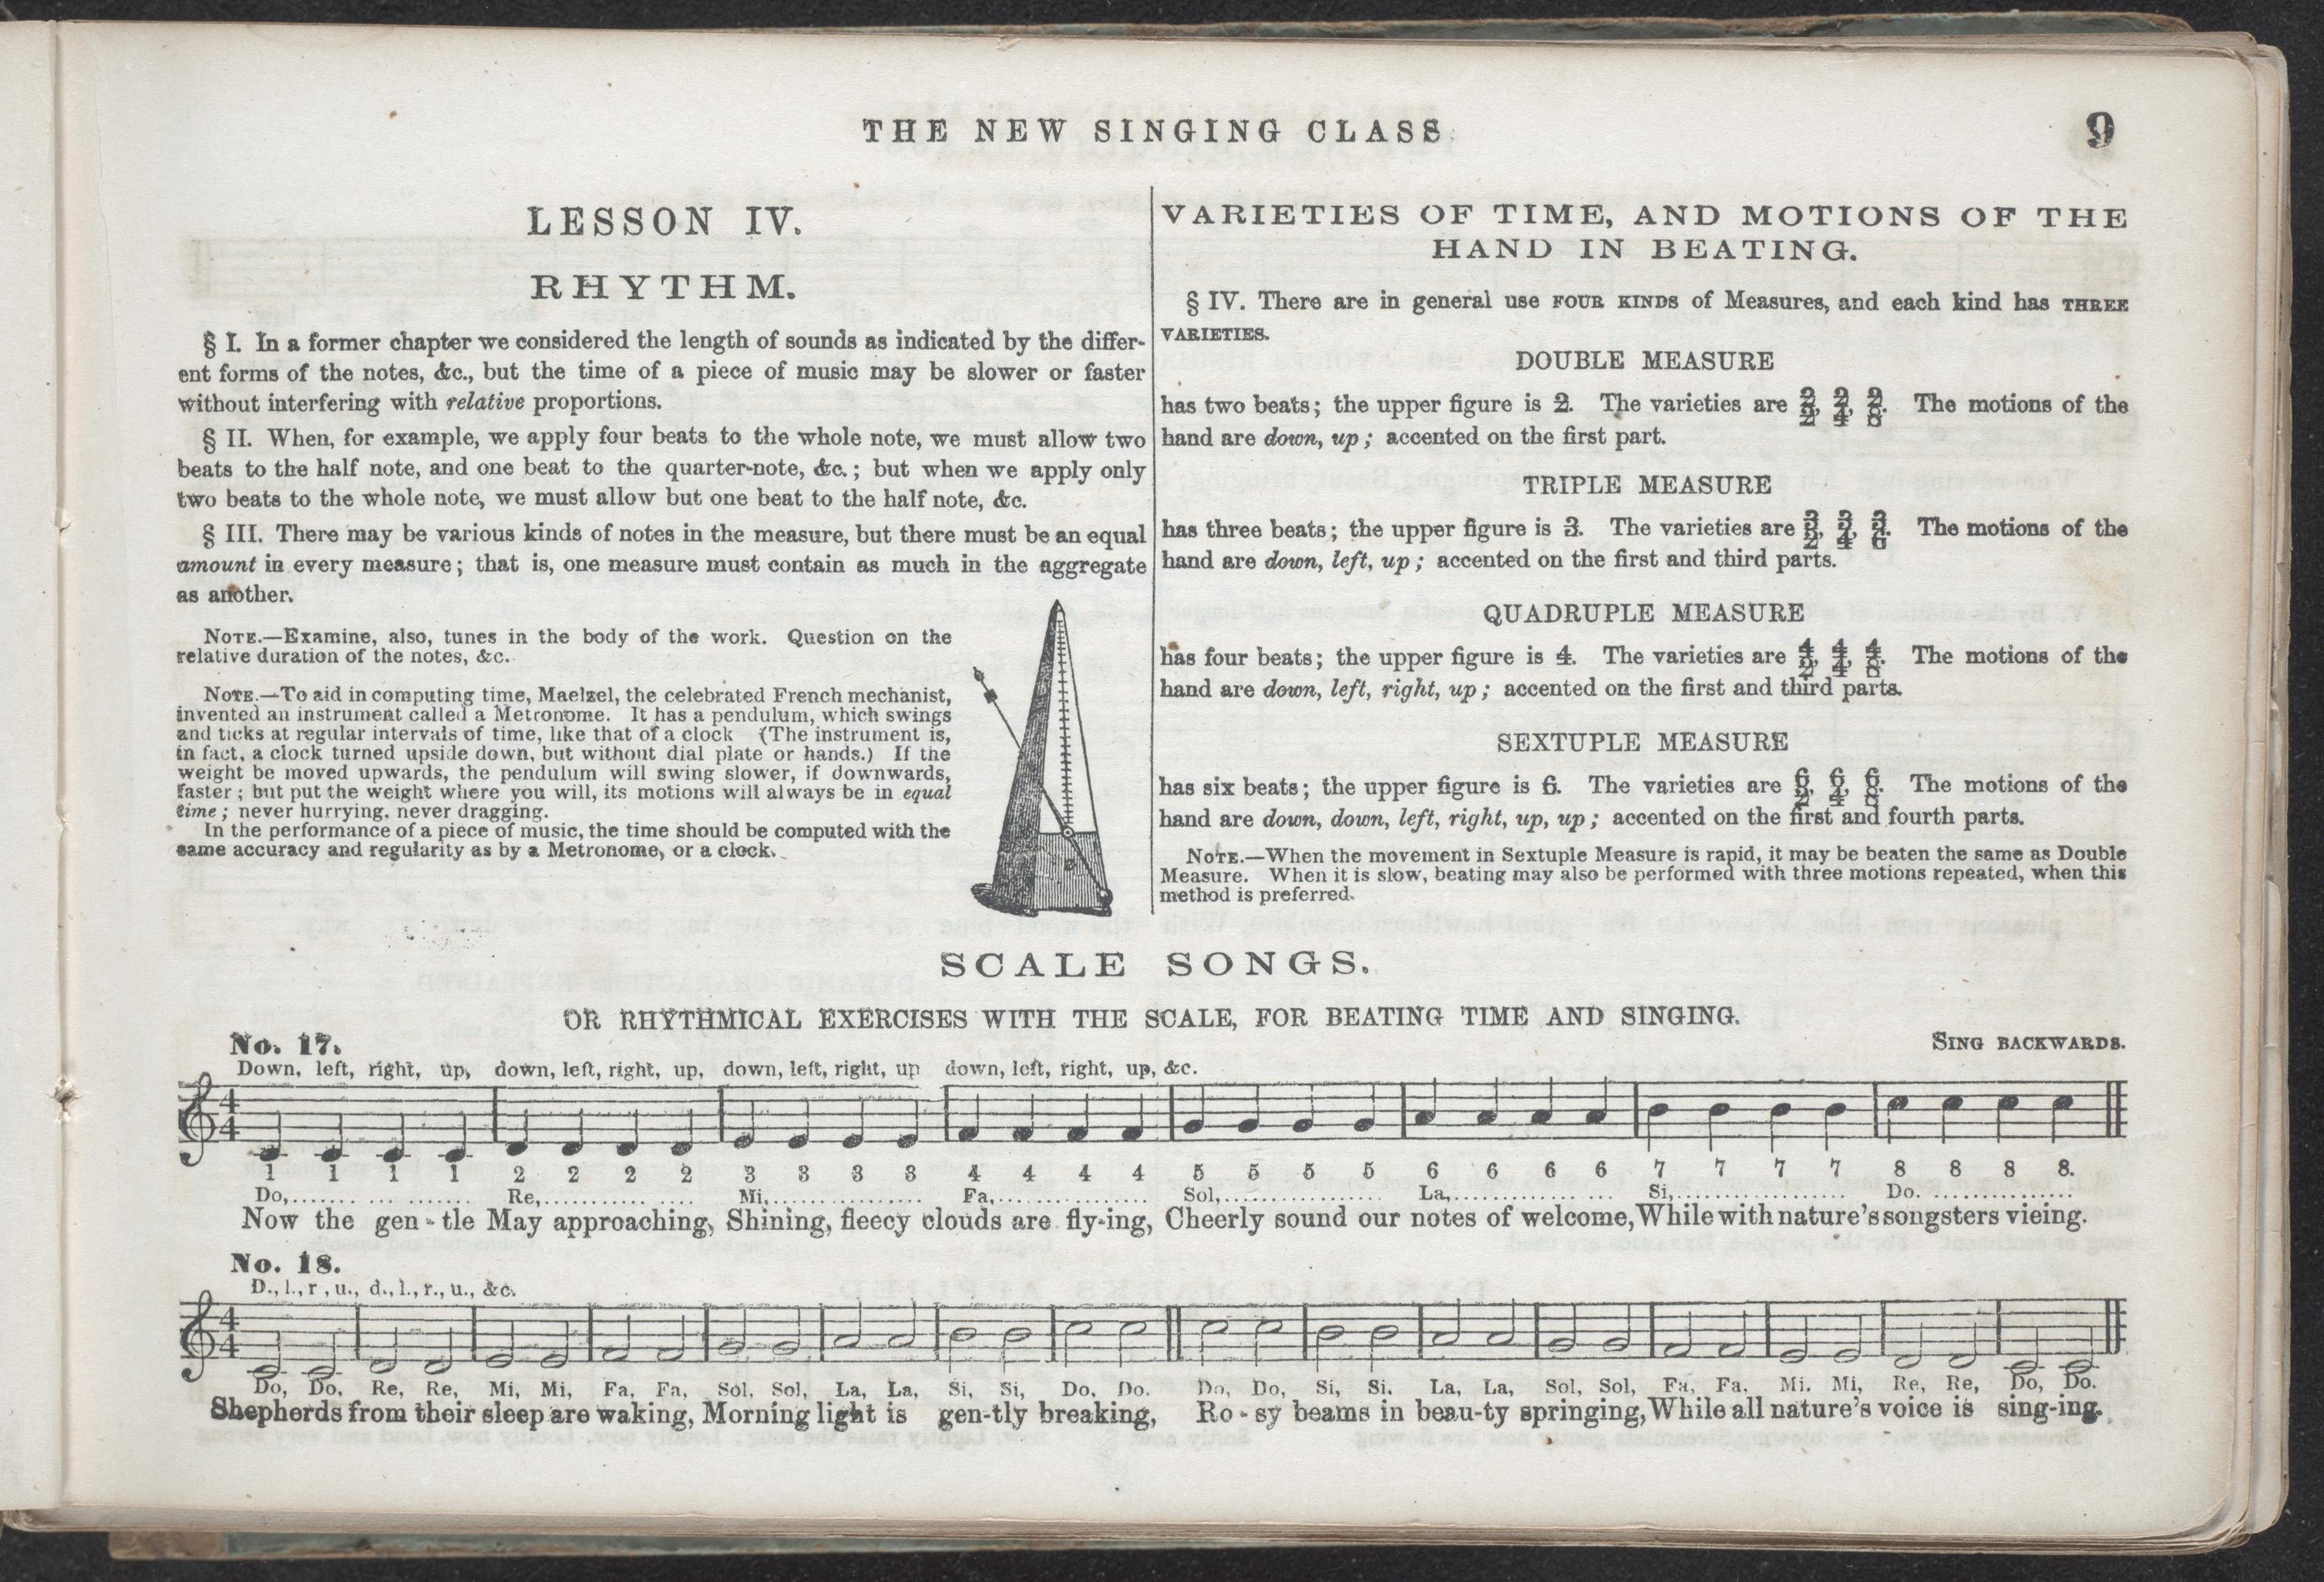 THE NEW SINGING CLASS
9
LESSON IV.
RHYTHM.
§ I. In a former chapter we considered the length of sounds as indicated by the differ-
ent forms of the notes, &c., but the time of a piece of music may be slower or faster
without interfering with relative proportions.
§ II. When, for example, we apply four beats to the whole note, we must allow two
beats to the half note, and one beat to the quarter-note, &c.; but when we apply only
two beats to the whole note, we must allow but one beat to the half note, &c.
§ III. There may be various kinds of notes in the measure, but there must be an equal
amount in every measure; that is, one measure must contain as much in the aggregate
as another.
NOTE.—Examine, also, tunes in the body of the work. Question on the
relative duration of the notes, &c.
NOTE.—To aid in computing time, Maelzel, the celebrated French mechanist,
invented an instrument called a Metronome. It has a pendulum, which swings
and ticks at regular intervals of time, like that of a clock (The instrument is,
in fact, a clock turned upside down, but without dial plate or hands.) If the
weight be moved upwards, the pendulum will swing slower, if downwards,
faster; but put the weight where you will, its motions will always be in equal
time; never hurrying, never dragging.
In the performance of a piece of music, the time should be computed with the
same accuracy and regularity as by a Metronome, or a clock.
VARIETIES OF TIME, AND MOTIONS OF THE
HAND IN BEATING.
§ IV. There are in general use FOUR KINDS of Measures, and each kind has THREE
VARIETIES.
DOUBLE MEASURE
has two beats; the upper figure is 2. The varieties are 2/2, 2/4, 2/8. The motions of the
hand are down, up; accented on the first part.
TRIPLE MEASURE
has three beats; the upper figure is 3. The varieties are 3/2, 3/4, 3/6. The motions of the
hand are down, left, up; accented on the first and third parts.
QUADRUPLE MEASURE
has four beats; the upper figure is 4. The varieties are 4/2, 4/4, 4/8. The motions of the
hand are down, left, right, up; accented on the first and third parts.
SEXTUPLE MEASURE
has six beats; the upper figure is 6. The varieties are 6/2, 6/4, 6/8. The motions of the
hand are down, down, left, right, up, up; accented on the first and fourth parts.
NOTE.—When the movement in Sextuple Measure is rapid, it may be beaten the same as Double
Measure. When it is slow, beating may also be performed with three motions repeated, when this
method is preferred.
SCALE SONGS.
OR RHYTHMICAL EXERCISES WITH THE SCALE, FOR BEATING TIME AND SINGING.
No. 17.
SING BACKWARDS.
Down, left, right, up, down, left, right, up, down, left, right, up down, left, right, up, &c.
4/4
1 1 1 1 2 2 2 2 3 3 3 3 4 4 4 4 5 5 5 5 6 6 6 6 7 7 7 7 8 8 8 8.
Do,.................... Re,.................... Mi,.................... Fa,.................... Sol,.................... La,.................... Si,.................... Do. ....................
Now the gen-tle May approaching, Shining, fleecy clouds are fly-ing, Cheerly sound our notes of welcome, While with nature's songsters vieing.
No. 18.
D., l., r, u., d., l., r., u., &c.
4/4
Do, Do, Re, Re, Mi, Mi, Fa, Fa, Sol, Sol, La, La, Si, Si, Do, Do. Do, Do, Si, Si. La, La, Sol, Sol, Fa, Fa, Mi. Mi, Re, Re, Do, Do.
Shepherds from their sleep are waking, Morning light is gen-tly breaking, Ro-sy beams in beau-ty springing, While all nature's voice is sing-ing.